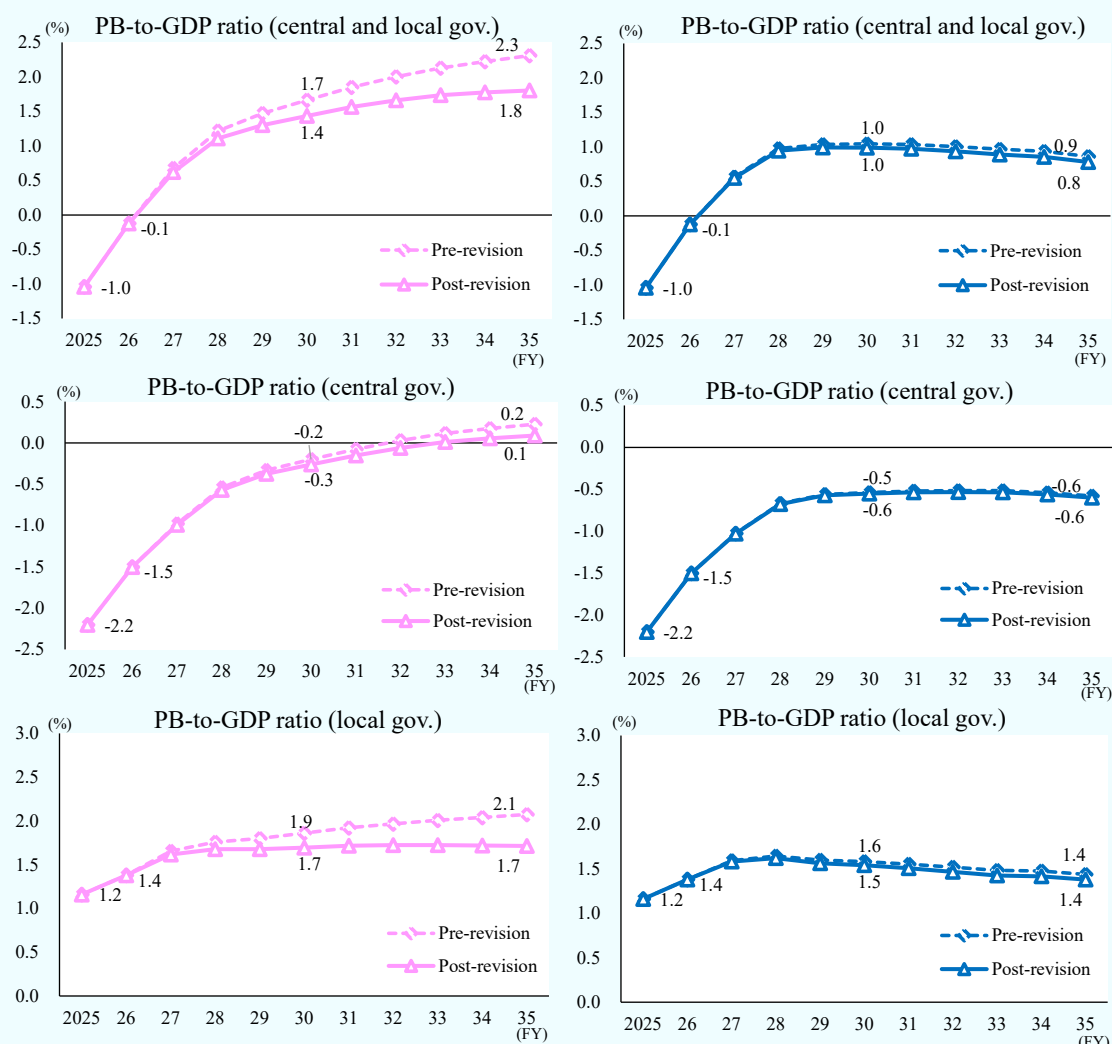 PB-to-GDP ratio (central and local gov.)
(%)
2.5
2.0
1.5
1.0
0.5
0.0
-0.5
-1.0
-1.5
2.3
1.7
1.4
1.8
-0.1
-1.0
Pre-revision
Post-revision
2025 26 27 28 29 30 31 32 33 34 35
(FY)
PB-to-GDP ratio (central and local gov.)
(%)
2.5
2.0
1.5
1.0
0.5
0.0
-0.5
-1.0
-1.5
1.0
0.9
1.0
0.8
-0.1
-1.0
Pre-revision
Post-revision
2025 26 27 28 29 30 31 32 33 34 35
(FY)
PB-to-GDP ratio (central gov.)
(%)
0.5
0.0
-0.5
-1.0
-1.5
-2.0
-2.5
0.2
-0.2
0.1
-0.3
-1.5
-2.2
Pre-revision
Post-revision
2025 26 27 28 29 30 31 32 33 34 35
(FY)
PB-to-GDP ratio (central gov.)
(%)
0.5
0.0
-0.5
-1.0
-1.5
-2.0
-2.5
-0.5
-0.6
-0.6
-0.6
-1.5
-2.2
Pre-revision
Post-revision
2025 26 27 28 29 30 31 32 33 34 35
(FY)
PB-to-GDP ratio (local gov.)
(%)
3.0
2.5
2.0
1.5
1.0
0.5
0.0
2.1
1.9
1.7
1.7
1.4
1.2
Pre-revision
Post-revision
2025 26 27 28 29 30 31 32 33 34 35
(FY)
PB-to-GDP ratio (local gov.)
(%)
3.0
2.5
2.0
1.5
1.0
0.5
0.0
1.6
1.4
1.5
1.4
1.4
1.2
Pre-revision
Post-revision
2025 26 27 28 29 30 31 32 33 34 35
(FY)